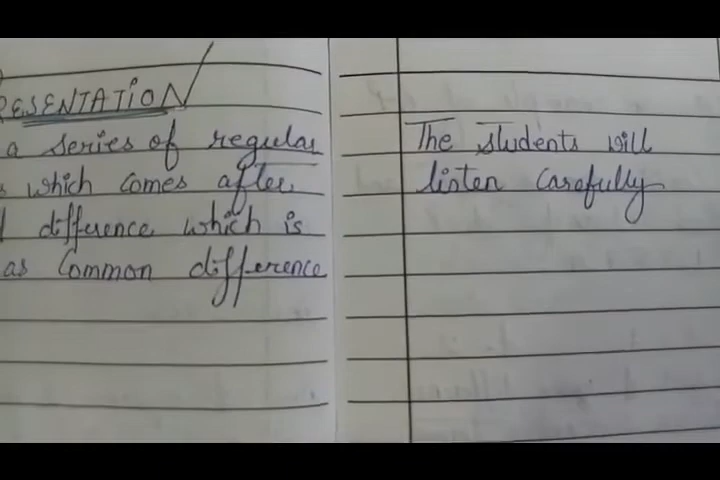 RESENTATION
a series of regular
which comes after
difference which is
as Common difference
The students will
listen carefully